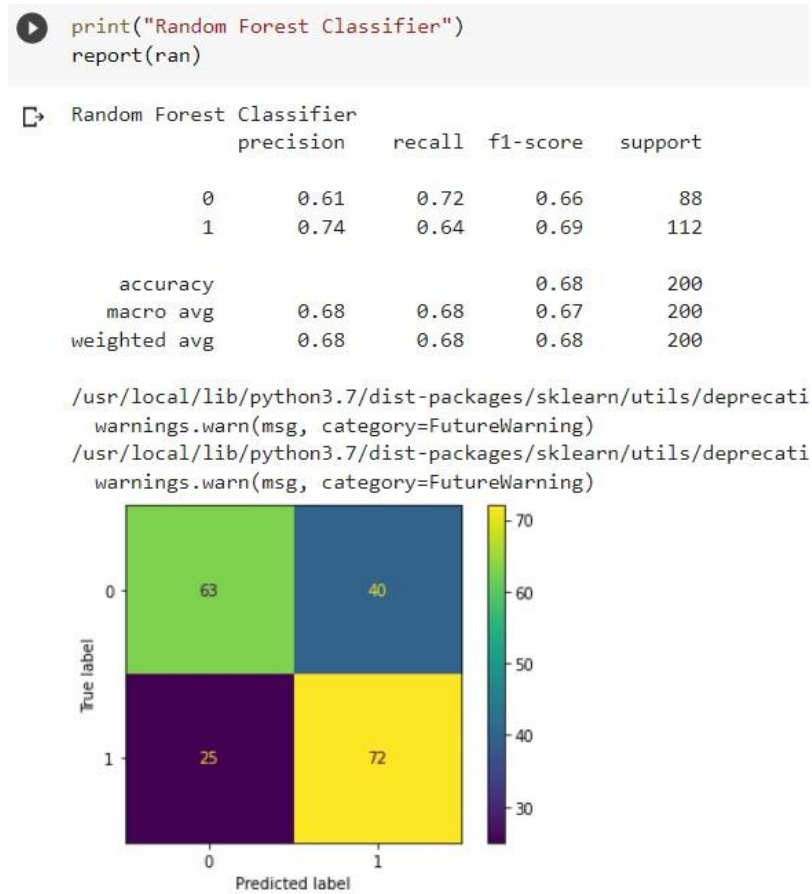 print("Random Forest Classifier")
report(ran)
Random Forest Classifier
precision recall f1-score support
0 0.61 0.72 0.66 88
1 0.74 0.64 0.69 112
accuracy 0.68 200
macro avg 0.68 0.68 0.67 200
weighted avg 0.68 0.68 0.68 200
/usr/local/lib/python3.7/dist-packages/sklearn/utils/deprecati
warnings.warn(msg, category=FutureWarning)
/usr/local/lib/python3.7/dist-packages/sklearn/utils/deprecati
warnings.warn(msg, category=FutureWarning)
70
0 63 40 60
True label
50
40
1 25 72
30
0 1
Predicted label